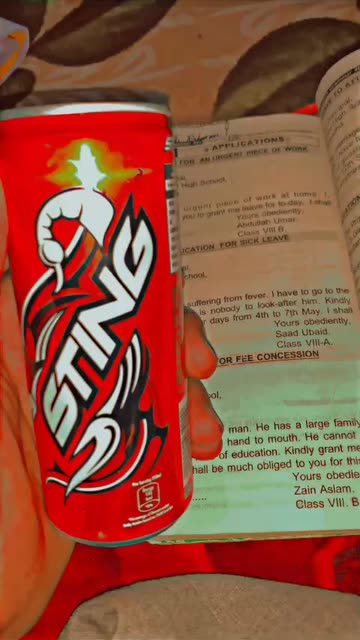 STING
APPLICATIONS
FOR AN URGENT PIECE OF WORK
High School,
urgent piece of work at home I,
you to grant me leave for to-day. I shall
Yours obediently,
Abdullah Umar.
Class VIII B.
ICATION FOR SICK LEAVE
chool,
suffering from fever. I have to go to the
is nobody to look-after him. Kindly
r days from 4th to 7th May. I shall
Yours obediently,
Saad Ubaid.
Class VIII-A.
FOR FEE CONCESSION
ol,
man. He has a large family
hand to mouth. He cannot
of education. Kindly grant me
hall be much obliged to you for this
Yours obedie
Zain Aslam.
Class VIII. B